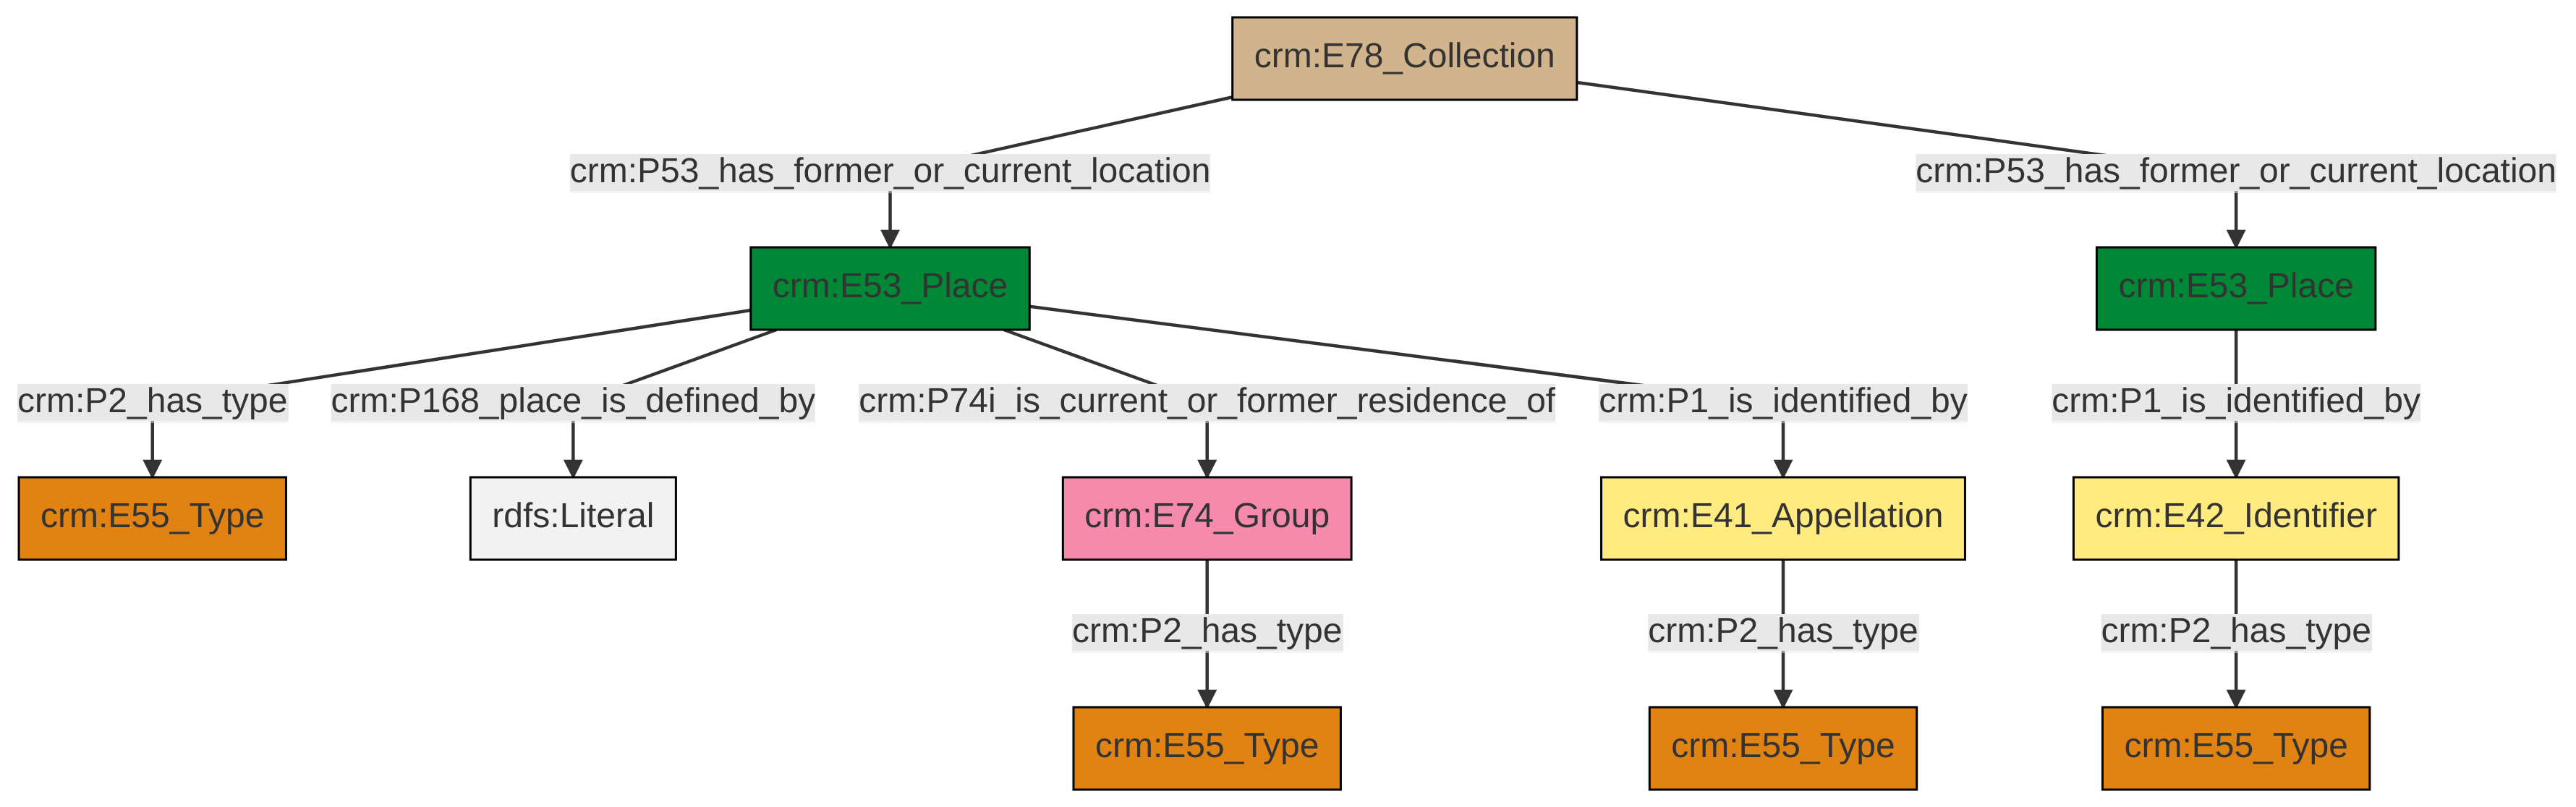 crm:E78_Collection
crm:P53_has_former_or_current_location
crm:P53_has_former_or_current_location
crm:E53_Place
crm:E53_Place
crm:P2_has_type
crm:P168_place_is_defined_by
crm:P74i_is_current_or_former_residence_of
crm:P1_is_identified_by
crm:P1_is_identified_by
crm:E55_Type
rdfs:Literal
crm:E74_Group
crm:E41_Appellation
crm:E42_Identifier
crm:P2_has_type
crm:P2_has_type
crm:P2_has_type
crm:E55_Type
crm:E55_Type
crm:E55_Type